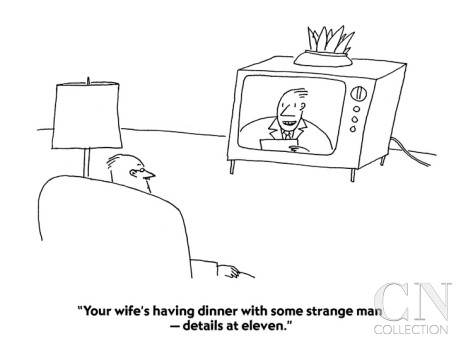 "Your wife's having dinner with some strange man
— details at eleven."
CN
COLLECTION